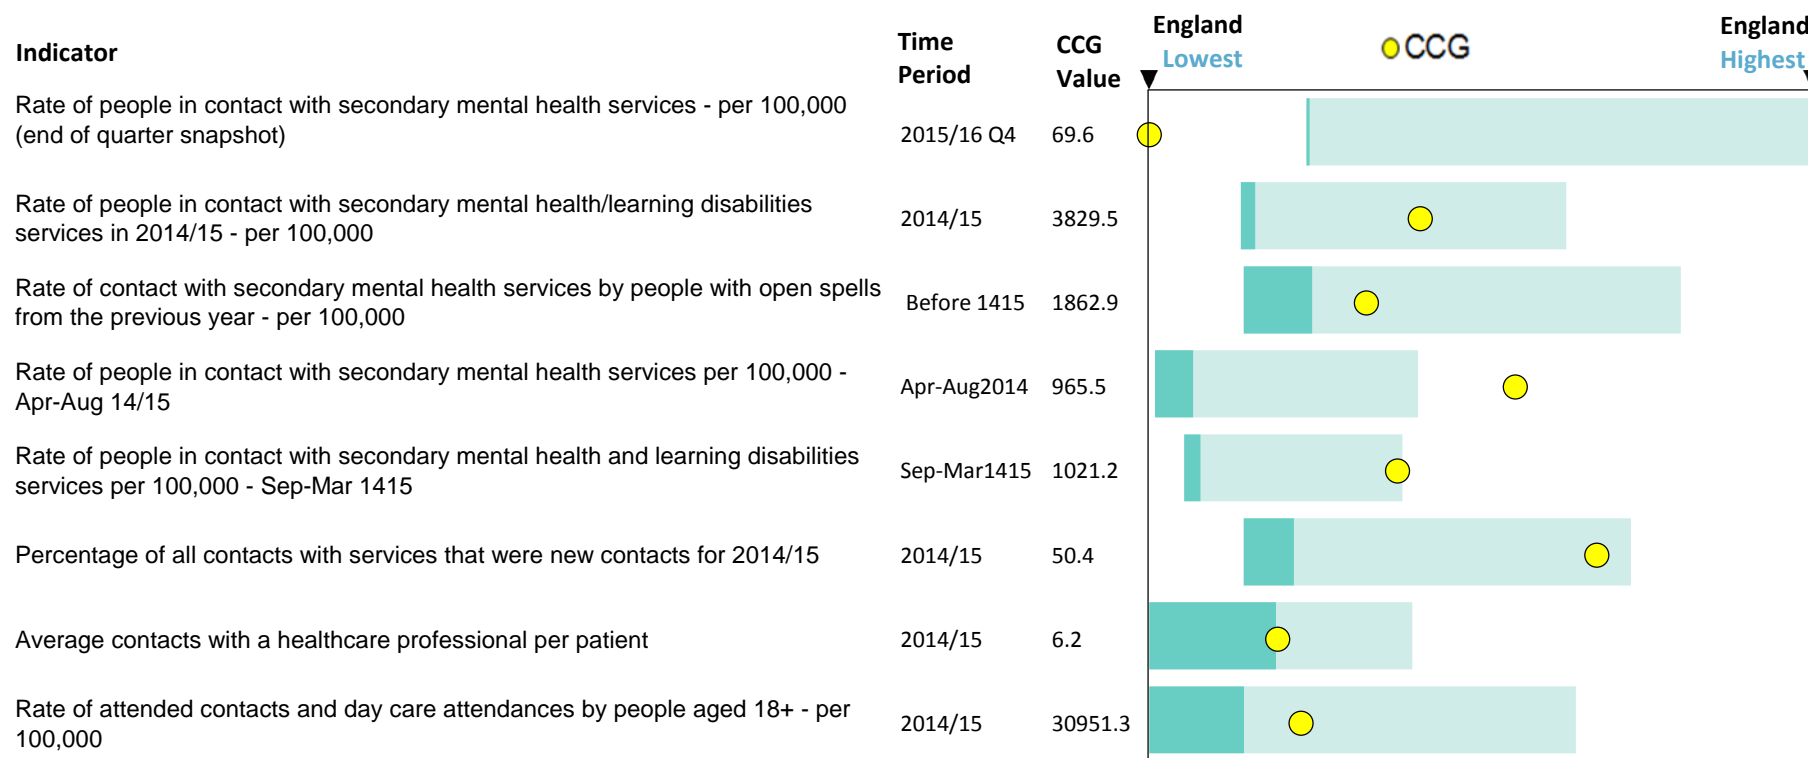 Indicator
Time Period
CCG Value
England Lowest
CCG
England Highest
Rate of people in contact with secondary mental health services - per 100,000
(end of quarter snapshot)
2015/16 Q4 69.6
Rate of people in contact with secondary mental health/learning disabilities
services in 2014/15 - per 100,000
2014/15 3829.5
Rate of contact with secondary mental health services by people with open spells
from the previous year - per 100,000
Before 1415 1862.9
Rate of people in contact with secondary mental health services per 100,000 -
Apr-Aug 14/15
Apr-Aug2014 965.5
Rate of people in contact with secondary mental health and learning disabilities
services per 100,000 - Sep-Mar 1415
Sep-Mar1415 1021.2
Percentage of all contacts with services that were new contacts for 2014/15
2014/15 50.4
Average contacts with a healthcare professional per patient
2014/15 6.2
Rate of attended contacts and day care attendances by people aged 18+ - per
100,000
2014/15 30951.3